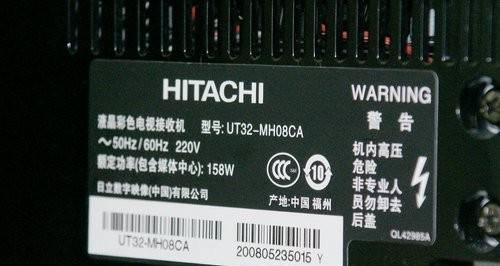 HITACHI
液晶彩色电视接收机 型号: UT32-MH08CA
~50Hz/60Hz 220V
额定功率(包含媒体中心): 158W
日立数字映像(中国)有限公司
CCC
10
产地:中国 福州
UT32-MH08CA
200805235015 Y
WARNING
警告
机内高压
危险
非专业人
员勿卸去
后盖
QL42985A